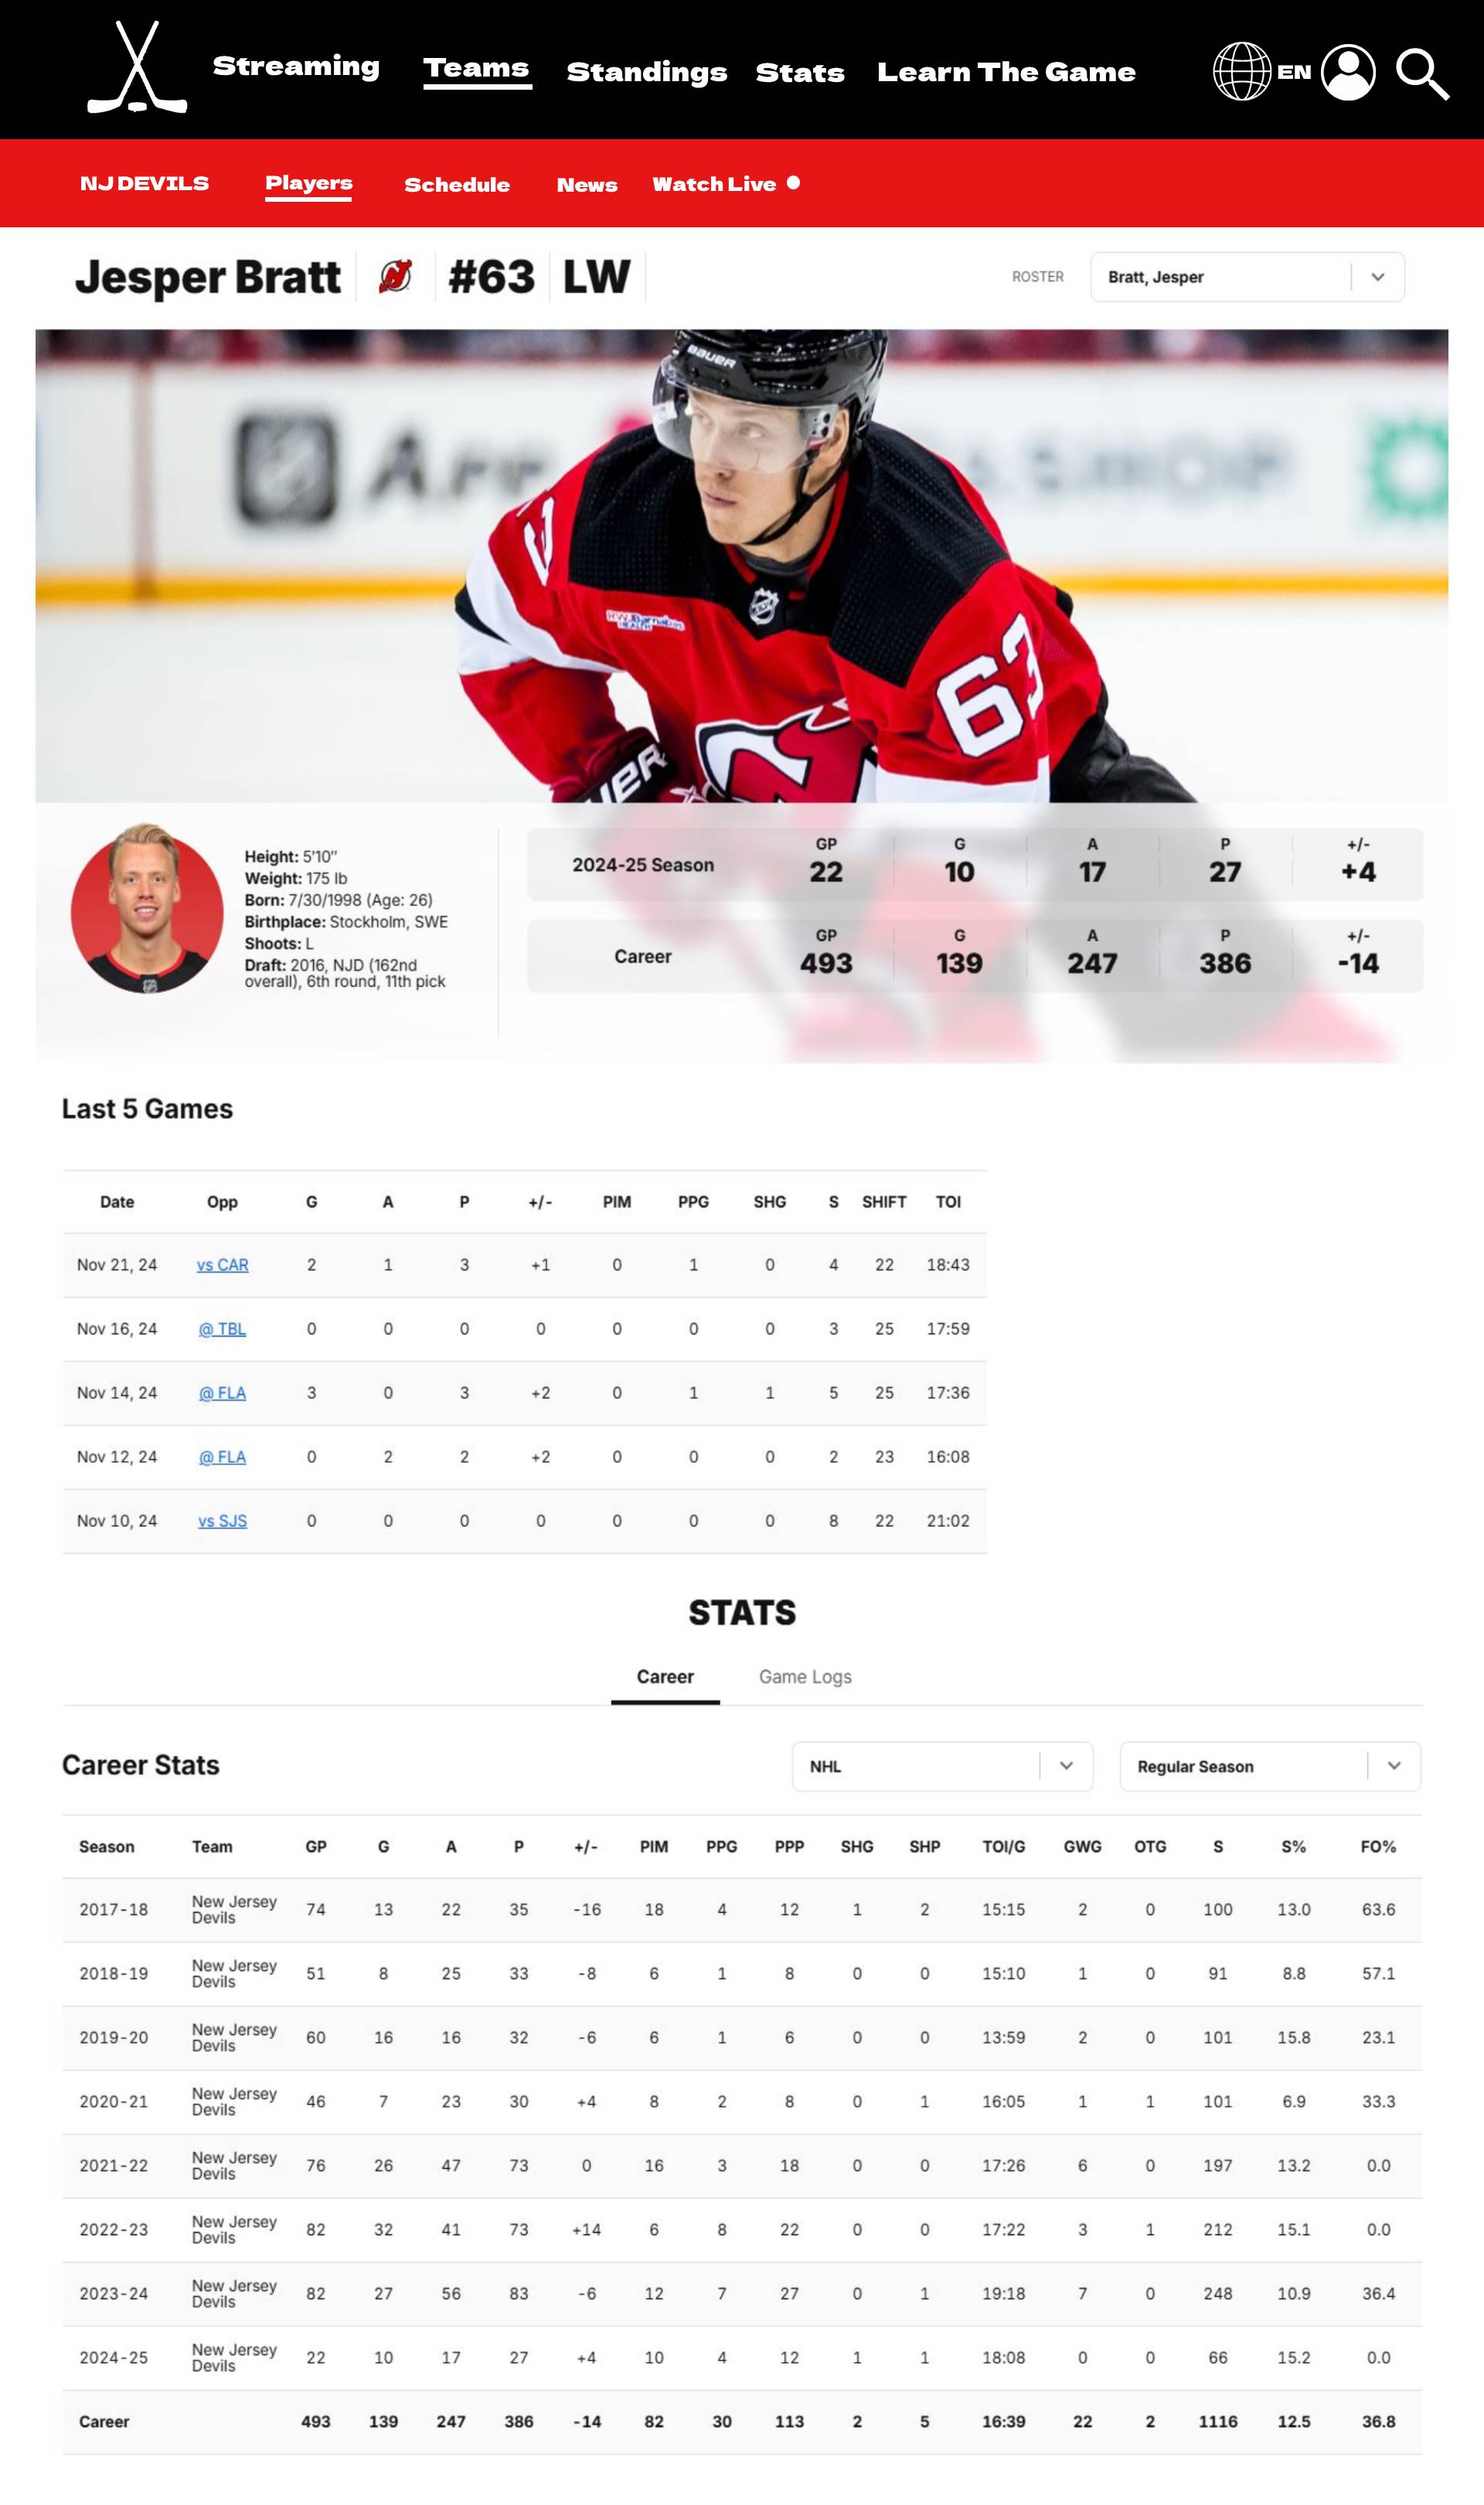 Streaming Teams Standings Stats Learn The Game EN
NJ DEVILS Players Schedule News Watch Live
Jesper Bratt #63 LW ROSTER Bratt, Jesper
BAUER
App
RWJBarnabas
HEALTH
63
Height: 5'10"
Weight: 175 lb
Born: 7/30/1998 (Age: 26)
Birthplace: Stockholm, SWE
Shoots: L
Draft: 2016, NJD (162nd
overall), 6th round, 11th pick
GP G A P +/-
2024-25 Season 22 10 17 27 +4
GP G A P +/-
Career 493 139 247 386 -14
Last 5 Games
Date Opp G A P +/- PIM PPG SHG S SHIFT TOI
Nov 21, 24 vs CAR 2 1 3 +1 0 1 0 4 22 18:43
Nov 16, 24 @ TBL 0 0 0 0 0 0 0 3 25 17:59
Nov 14, 24 @ FLA 3 0 3 +2 0 1 1 5 25 17:36
Nov 12, 24 @ FLA 0 2 2 +2 0 0 0 2 23 16:08
Nov 10, 24 vs SJS 0 0 0 0 0 0 0 8 22 21:02
STATS
Career Game Logs
Career Stats NHL Regular Season
Season Team GP G A P +/- PIM PPG PPP SHG SHP TOI/G GWG OTG S S% FO%
2017-18 New Jersey Devils 74 13 22 35 -16 18 4 12 1 2 15:15 2 0 100 13.0 63.6
2018-19 New Jersey Devils 51 8 25 33 -8 6 1 8 0 0 15:10 1 0 91 8.8 57.1
2019-20 New Jersey Devils 60 16 16 32 -6 6 1 6 0 0 13:59 2 0 101 15.8 23.1
2020-21 New Jersey Devils 46 7 23 30 +4 8 2 8 0 1 16:05 1 1 101 6.9 33.3
2021-22 New Jersey Devils 76 26 47 73 0 16 3 18 0 0 17:26 6 0 197 13.2 0.0
2022-23 New Jersey Devils 82 32 41 73 +14 6 8 22 0 0 17:22 3 1 212 15.1 0.0
2023-24 New Jersey Devils 82 27 56 83 -6 12 7 27 0 1 19:18 7 0 248 10.9 36.4
2024-25 New Jersey Devils 22 10 17 27 +4 10 4 12 1 1 18:08 0 0 66 15.2 0.0
Career 493 139 247 386 -14 82 30 113 2 5 16:39 22 2 1116 12.5 36.8